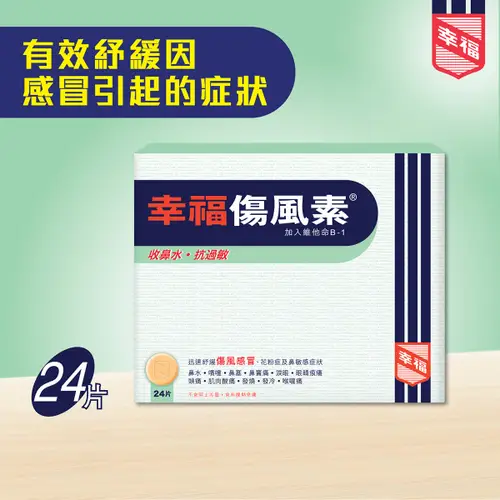 有效紓緩因
感冒引起的症狀
幸福
幸福傷風素®
加入維他命B-1
收鼻水·抗過敏
迅速紓緩傷風感冒、花粉症及鼻敏感症狀
鼻水·噴嚏·鼻塞·鼻竇痛·淚眼·眼睛痕癢
頭痛·肌肉酸痛·發燒·發冷·喉嚨痛
24片
幸福
24片